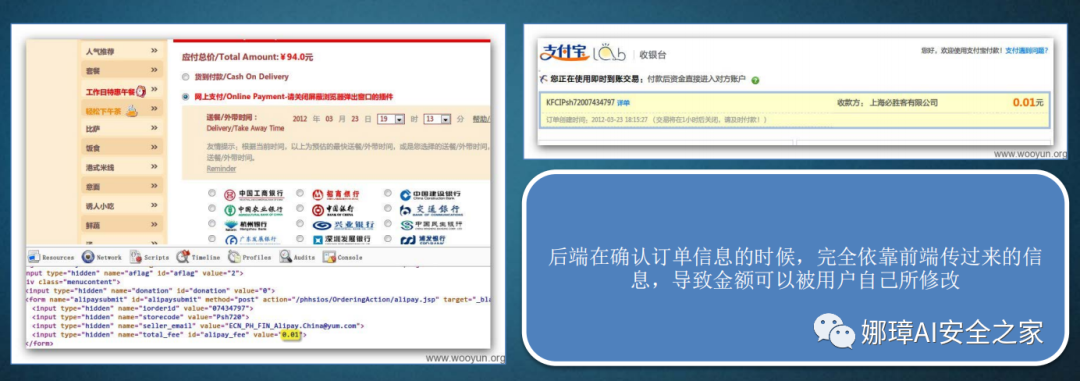 人气推荐 >>
套餐 >>
工作日特惠午餐 >>
轻松下午茶 >>
比萨 >>
饭食 >>
港式米线 >>
意面 >>
诱人小吃 >>
鲜蔬 >>
应付总价/Total Amount: ¥94.0元
货到付款/Cash On Delivery
网上支付/Online Payment-请关闭屏蔽浏览器弹出窗口的插件
送餐/外带时间: 2012 年 03 月 23 日 19 时 13 分 帮助/
Delivery/Take Away Time
友情提示,根据当前时间,以上为预估的最快送餐/外带时间,或是您选择的送餐/外带时间,
送餐/外带时间。
Reminder
中国工商银行 招商银行 中国建设银行
中国农业银行 中国银行 交通银行
杭州银行 兴业银行 中国民生银行
广东发展银行 深圳发展银行 浦发银行
Resources Network Scripts Timeline Profiles Audits Console
nput type="hidden" name="aflag" id="aflag" value="2">
iv class="menucontent">
<input type="hidden" name="donation" id="donation" value="0">
<form name="alipaysubmit" id="alipaysubmit" method="post" action="/phhsios/OrderingAction/alipay.jsp" target="_bla
<input type="hidden" name="iorderid" value="07434797">
<input type="hidden" name="storecode" value="Psh720">
<input type="hidden" name="seller_email" value="ECN_PH_FIN_Alipay.China@yum.com">
<input type="hidden" name="total_fee" id="alipay_fee" value="0.01">
</form>
www.wooyun.org
支付宝 Lab 收银台
您好,欢迎使用支付宝付款! 支付遇到问题?
您正在使用即时到账交易: 付款后资金直接进入对方账户
KFCIPsh72007434797 详单 收款方: 上海必胜客有限公司 0.01元
订单创建时间: 2012-03-23 18:13:27 (交易将在1小时后关闭,请及时付款!)
www.wooyun.org
后端在确认订单信息的时候,完全依靠前端传过来的信
息,导致金额可以被用户自己所修改
娜璋AI安全之家